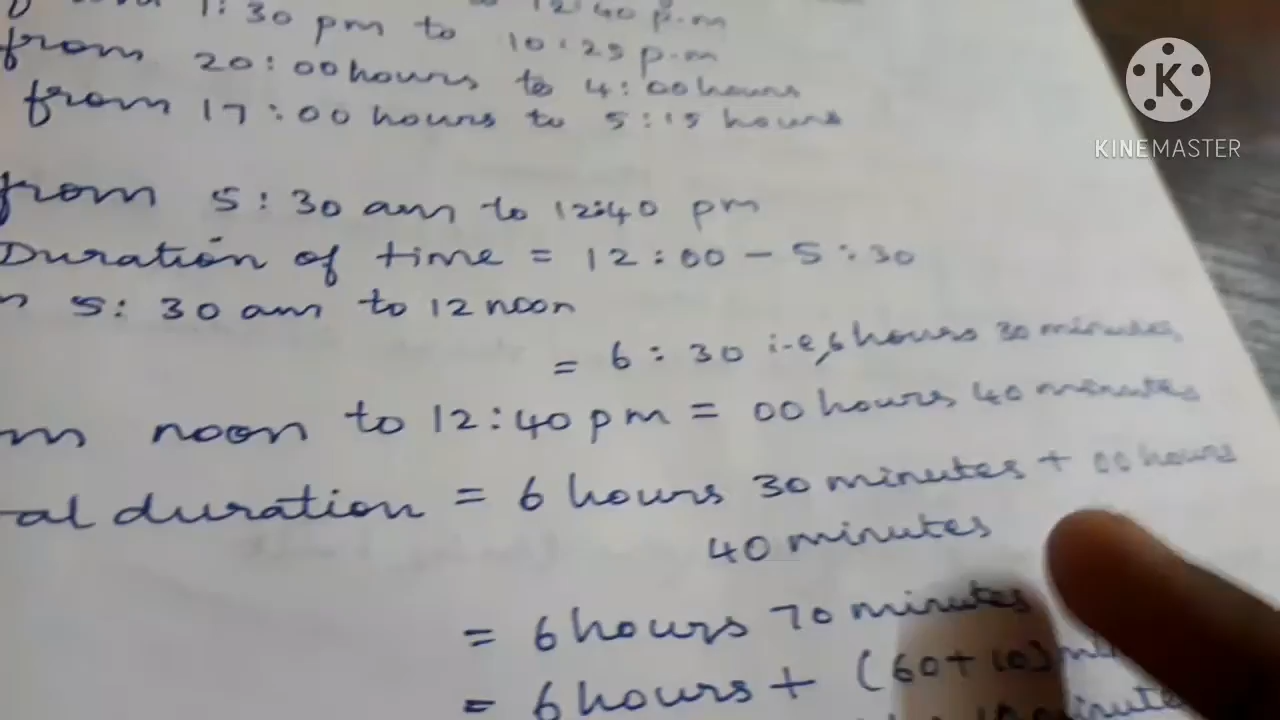 1:30 pm to 12:40 p.m
10:25 p.m
from 20:00 hours to 4:00 hours
from 17:00 hours to 5:15 hours
from 5:30 am to 12:40 pm
Duration of time = 12:00 - 5:30
5:30 am to 12 noon
= 6:30 i.e, 6 hours 30 minutes
noon to 12:40 pm = 00 hours 40 minutes
al duration = 6 hours 30 minutes + 00 hours
40 minutes
= 6 hours 70 minutes
= 6 hours + (60+10)
minutes
K
KINEMASTER